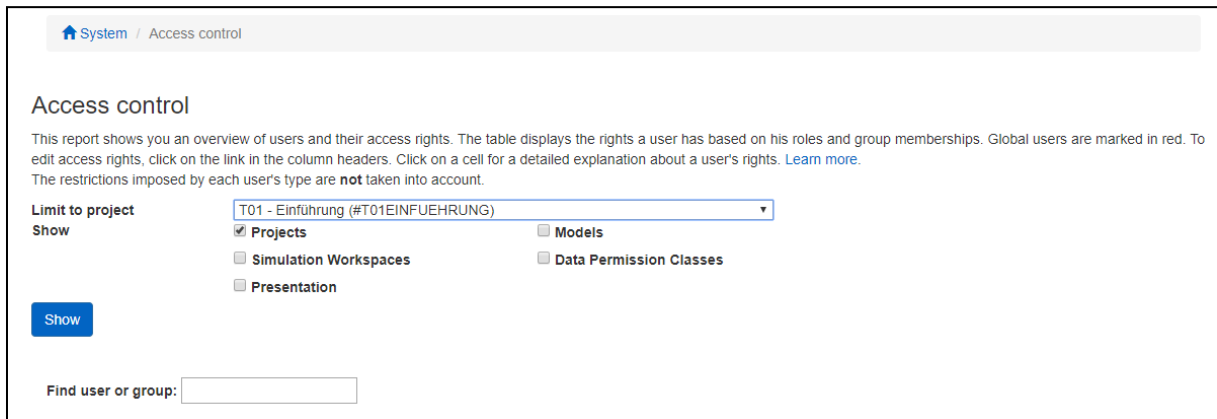 System / Access control
Access control
This report shows you an overview of users and their access rights. The table displays the rights a user has based on his roles and group memberships. Global users are marked in red. To
edit access rights, click on the link in the column headers. Click on a cell for a detailed explanation about a user's rights. Learn more.
The restrictions imposed by each user's type are not taken into account.
Limit to project T01 - Einführung (#T01EINFUEHRUNG)
Show Projects Models
Simulation Workspaces Data Permission Classes
Presentation
Show
Find user or group: